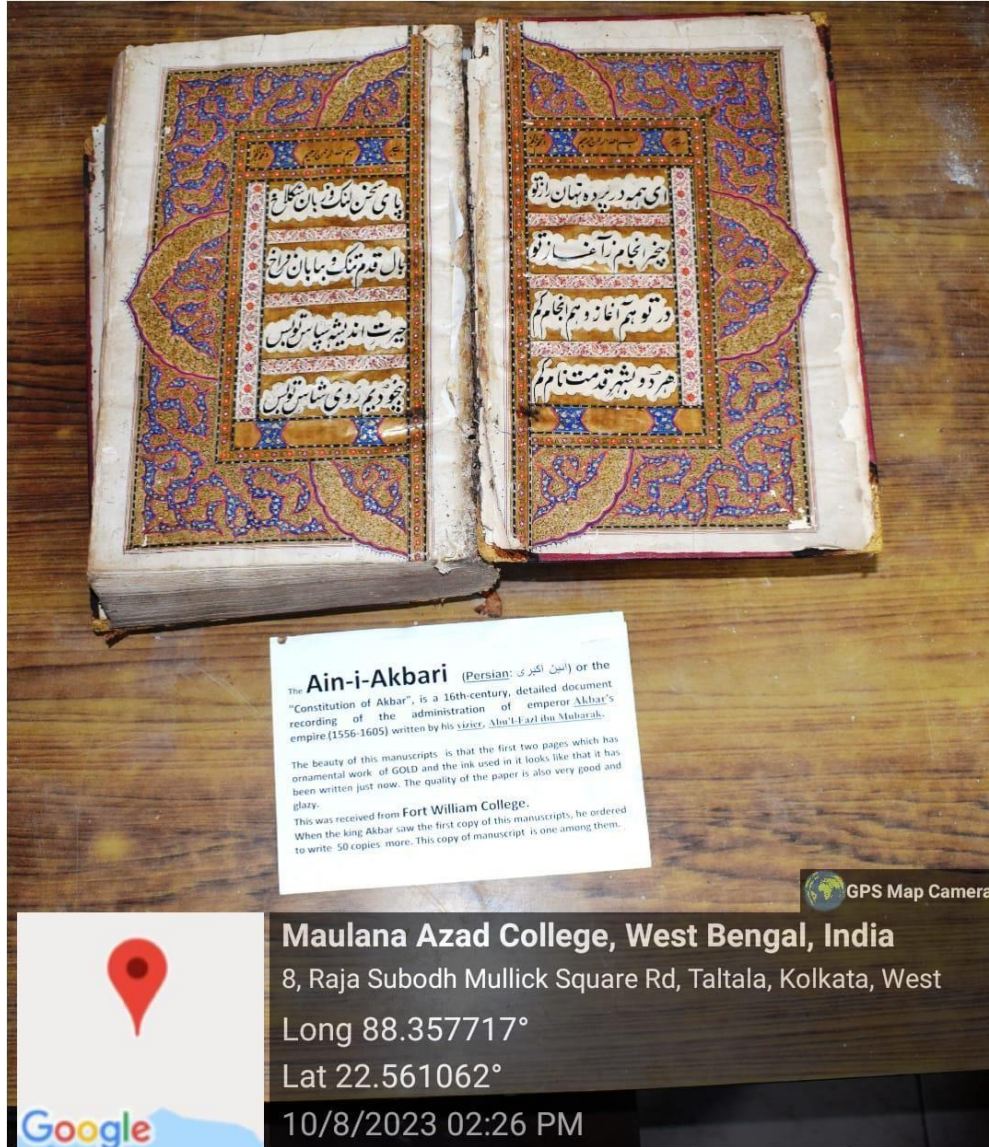 ای همه در پرده نهان راز تو
بیخبر انجام ز آغاز تو
در تو هم آغاز و هم انجام گم
هر دو بشهر قدمت نام گم
پای سخن لنگ و زبان سنگلاخ
بال قدم تنگ و بیابان فراخ
حیرت اندیشه سپاس تو بس
بیخودیم روی شناس تو بس
The Ain-i-Akbari (Persian: آئین اکبری) or the
"Constitution of Akbar", is a 16th-century, detailed document
recording of the administration of emperor Akbar's
empire (1556-1605) written by his vizier, Abu'l-Fazl ibn Mubarak.
The beauty of this manuscripts is that the first two pages which has
ornamental work of GOLD and the ink used in it looks like that it has
been written just now. The quality of the paper is also very good and
glazy.
This was received from Fort William College.
When the king Akbar saw the first copy of this manuscripts, he ordered
to write 50 copies more. This copy of manuscript is one among them.
GPS Map Camera
Maulana Azad College, West Bengal, India
8, Raja Subodh Mullick Square Rd, Taltala, Kolkata, West
Long 88.357717°
Lat 22.561062°
10/8/2023 02:26 PM
Google